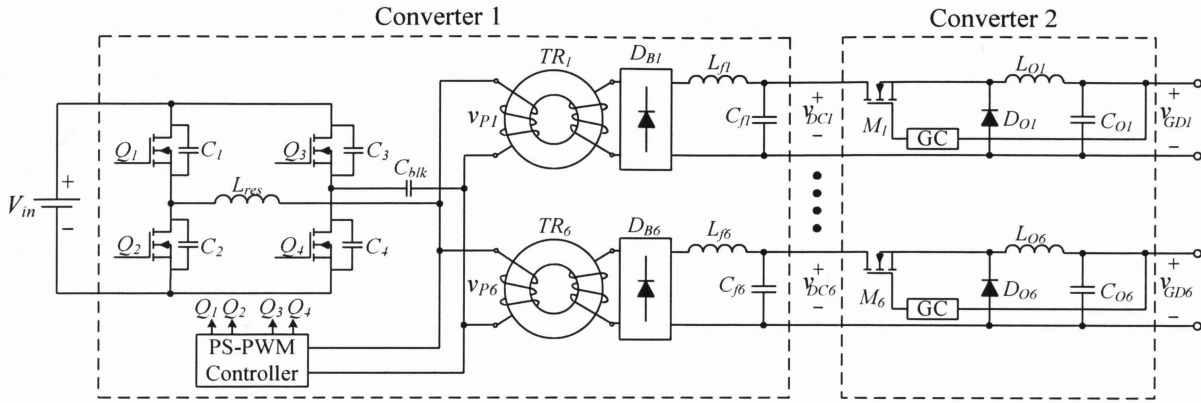 Converter 1
Converter 2
TR1
DB1
Lf1
LO1
Q1
C1
Q3
C3
vP1
Cf1
+
vDC1
−
M1
GC
DO1
CO1
+
vGD1
−
Cblk
Lres
Vin
+
−
Q2
C2
Q4
C4
TR6
DB6
Lf6
LO6
vP6
Cf6
+
vDC6
−
M6
GC
DO6
CO6
+
vGD6
−
Q1 Q2 Q3 Q4
PS-PWM
Controller